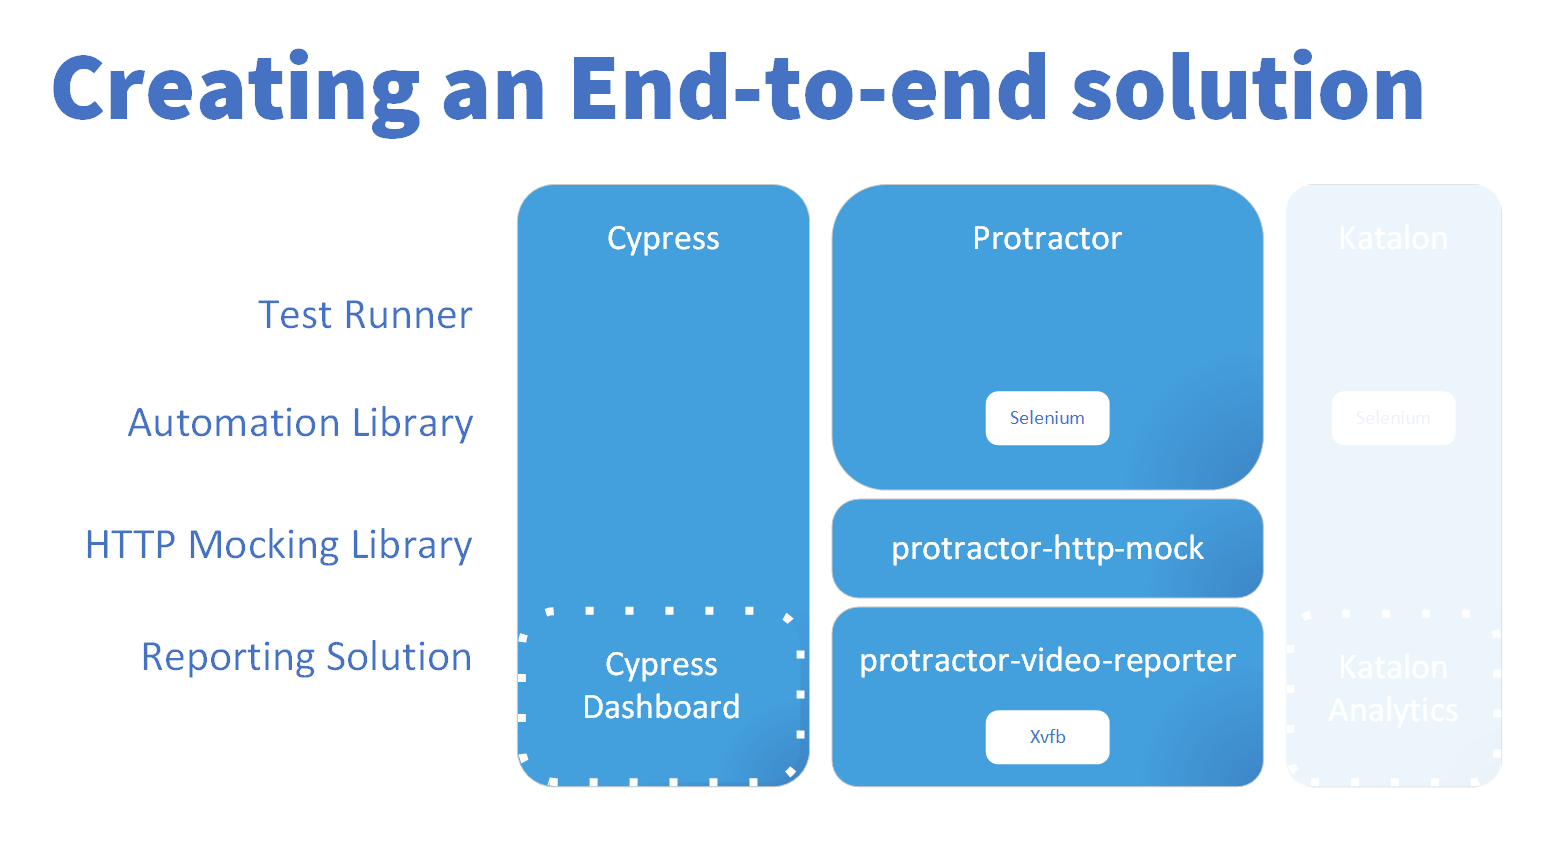 Creating an End-to-end solution
Cypress
Protractor
Katalon
Test Runner
Automation Library
Selenium
Selenium
HTTP Mocking Library
protractor-http-mock
Reporting Solution
Cypress
Dashboard
protractor-video-reporter
Xvfb
Katalon
Analytics